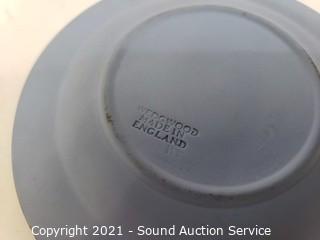 WEDGWOOD
MADE IN
ENGLAND
Copyright 2021 - Sound Auction Service